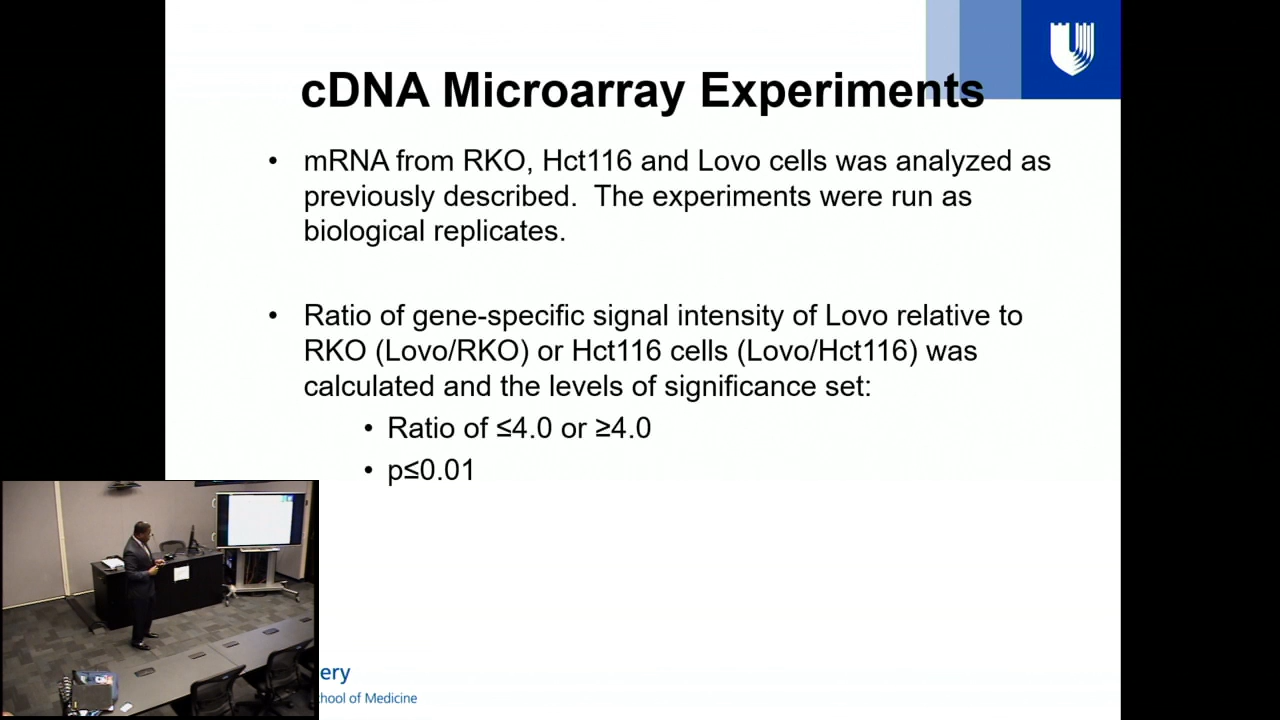 cDNA Microarray Experiments
• mRNA from RKO, Hct116 and Lovo cells was analyzed as
previously described.  The experiments were run as
biological replicates.
• Ratio of gene-specific signal intensity of Lovo relative to
RKO (Lovo/RKO) or Hct116 cells (Lovo/Hct116) was
calculated and the levels of significance set:
• Ratio of ≤4.0 or ≥4.0
• p≤0.01
ery
chool of Medicine